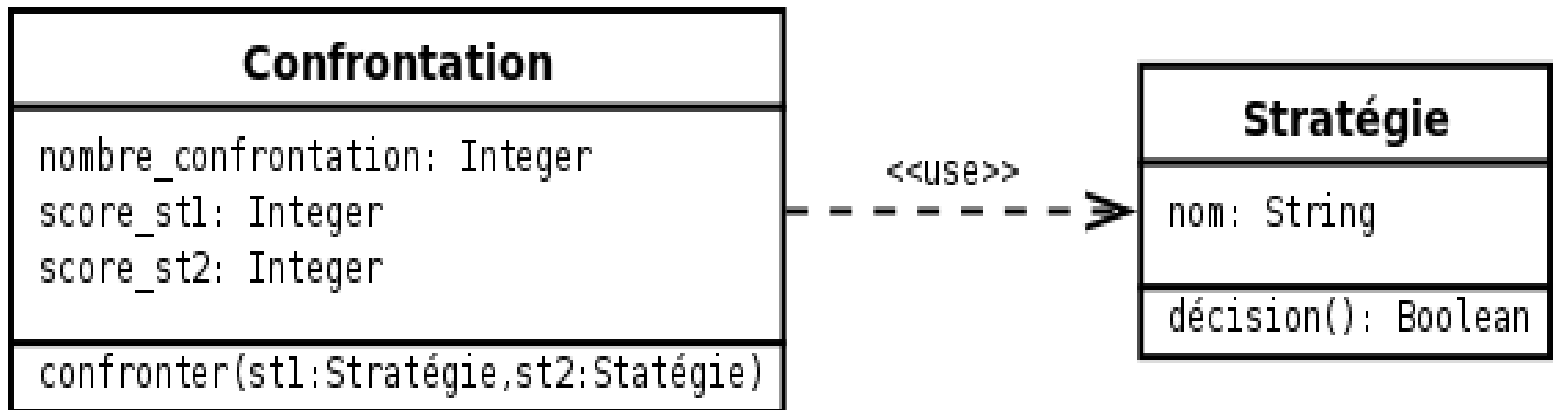 Confrontation
nombre_confrontation: Integer
score_st1: Integer
score_st2: Integer
confronter(st1:Stratégie,st2:Statégie)
<<use>>
Stratégie
nom: String
décision(): Boolean